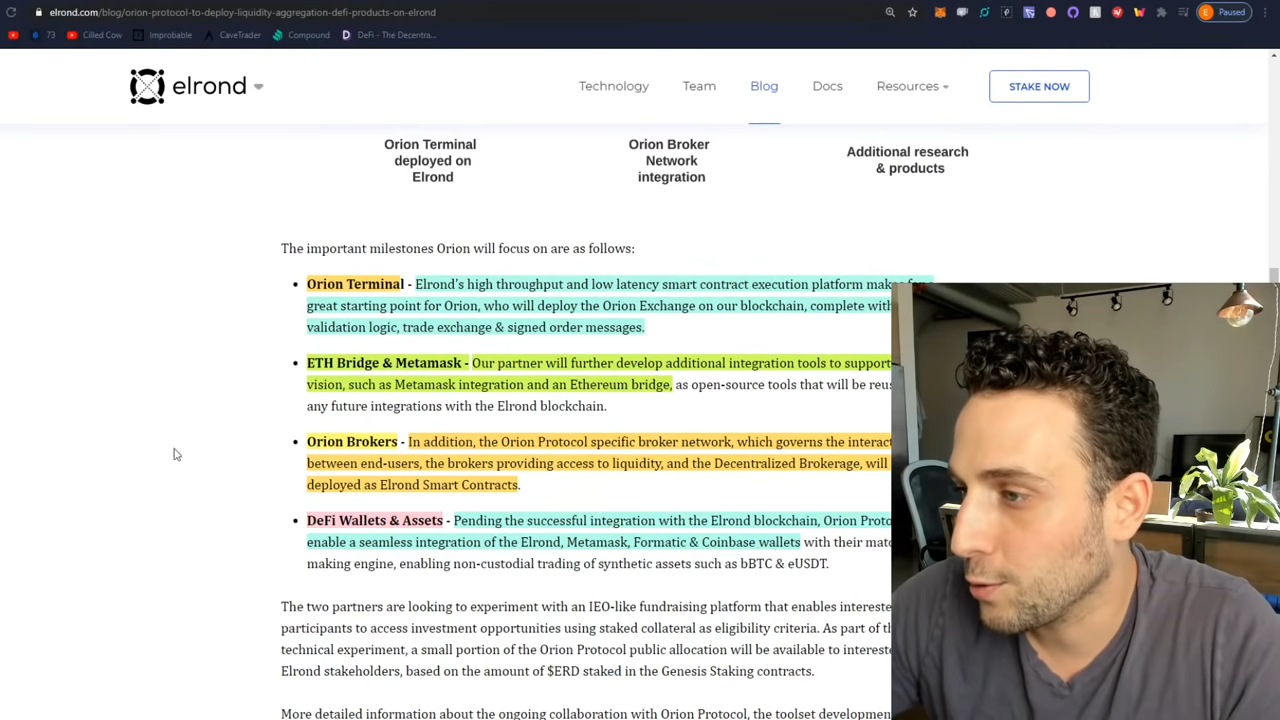 elrond.com/blog/orion-protocol-to-deploy-liquidity-aggregation-defi-products-on-elrond
E Paused
73 Cilled Cow Improbable CaveTrader Compound DeFi - The Decentra...
elrond Technology Team Blog Docs Resources STAKE NOW
Orion Terminal
deployed on
Elrond
Orion Broker
Network
integration
Additional research
& products
The important milestones Orion will focus on are as follows:
Orion Terminal - Elrond's high throughput and low latency smart contract execution platform makes for a
great starting point for Orion, who will deploy the Orion Exchange on our blockchain, complete with
validation logic, trade exchange & signed order messages.
ETH Bridge & Metamask - Our partner will further develop additional integration tools to support
vision, such as Metamask integration and an Ethereum bridge, as open-source tools that will be
any future integrations with the Elrond blockchain.
Orion Brokers - In addition, the Orion Protocol specific broker network, which governs the
between end-users, the brokers providing access to liquidity, and the Decentralized Brokerage, will
deployed as Elrond Smart Contracts.
DeFi Wallets & Assets - Pending the successful integration with the Elrond blockchain, Orion
enable a seamless integration of the Elrond, Metamask, Formatic & Coinbase wallets with their
making engine, enabling non-custodial trading of synthetic assets such as bBTC & eUSDT.
The two partners are looking to experiment with an IEO-like fundraising platform that enables
participants to access investment opportunities using staked collateral as eligibility criteria. As part of
technical experiment, a small portion of the Orion Protocol public allocation will be available to
Elrond stakeholders, based on the amount of $ERD staked in the Genesis Staking contracts.
More detailed information about the ongoing collaboration with Orion Protocol, the toolset